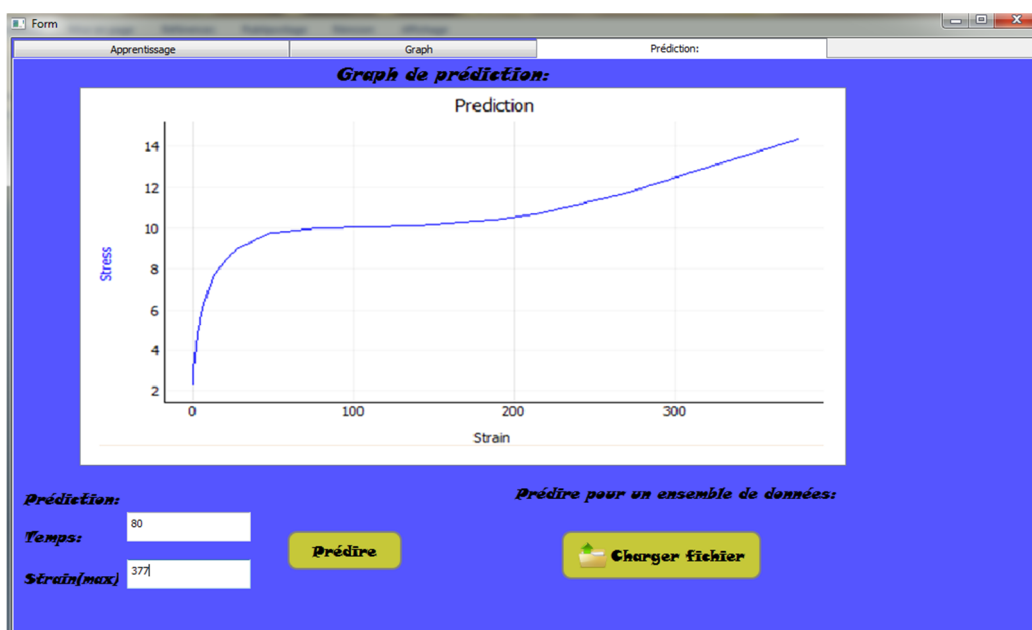 Form
Apprentissage
Graph
Prédiction:
Graph de prédiction:
Prediction
14
12
10
8
6
4
2
Stress
0
100
200
300
Strain
Prédiction:
Prédire pour un ensemble de données:
Temps:
80
Prédire
Charger fichier
Strain(max)
377